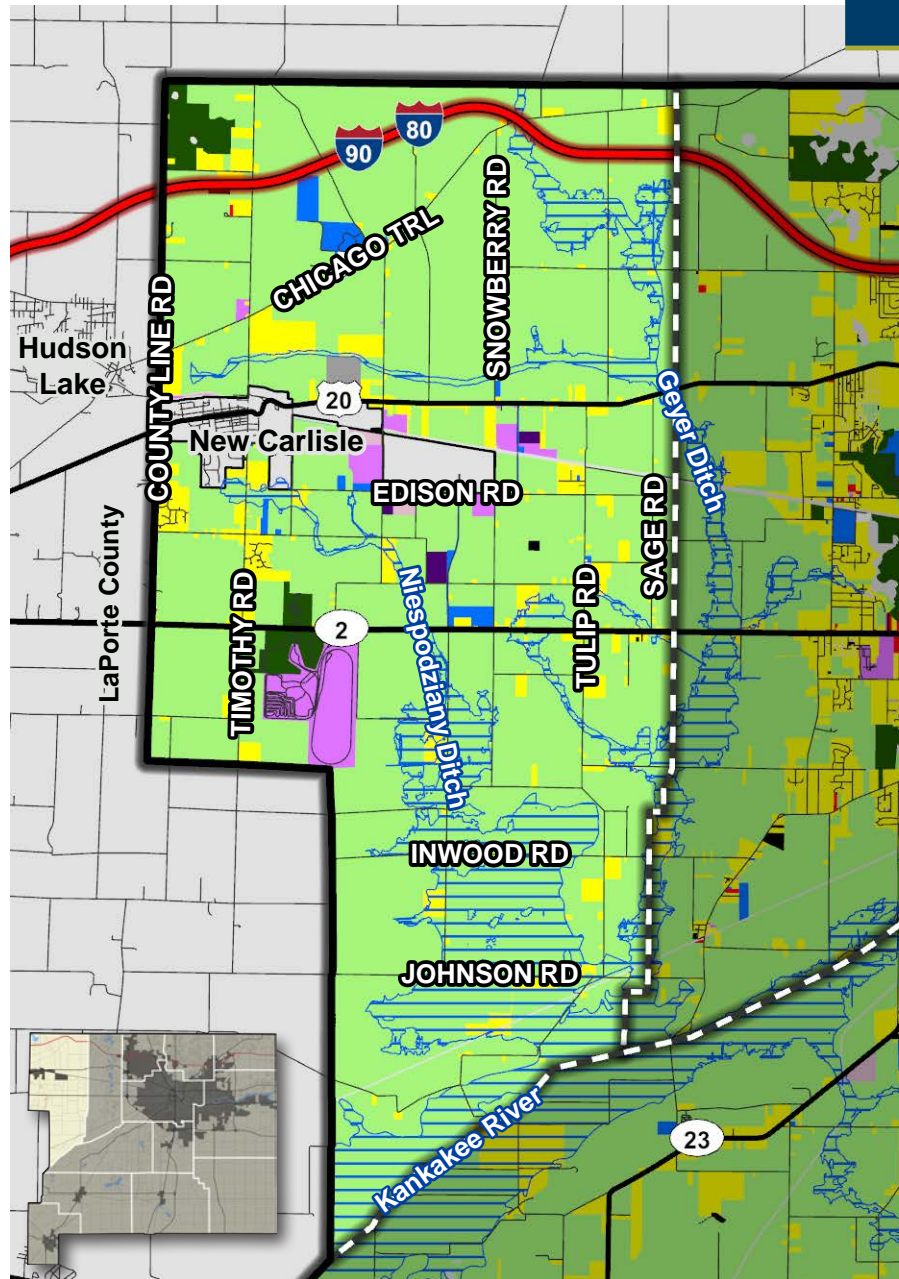 80
90
SNOWBERRY RD
CHICAGO TRL
COUNTY LINE RD
Hudson
Lake
20
New Carlisle
Geyer Ditch
EDISON RD
SAGE RD
LaPorte County
TIMOTHY RD
2
Niespodziany Ditch
TULIP RD
INWOOD RD
JOHNSON RD
Kankakee River
23